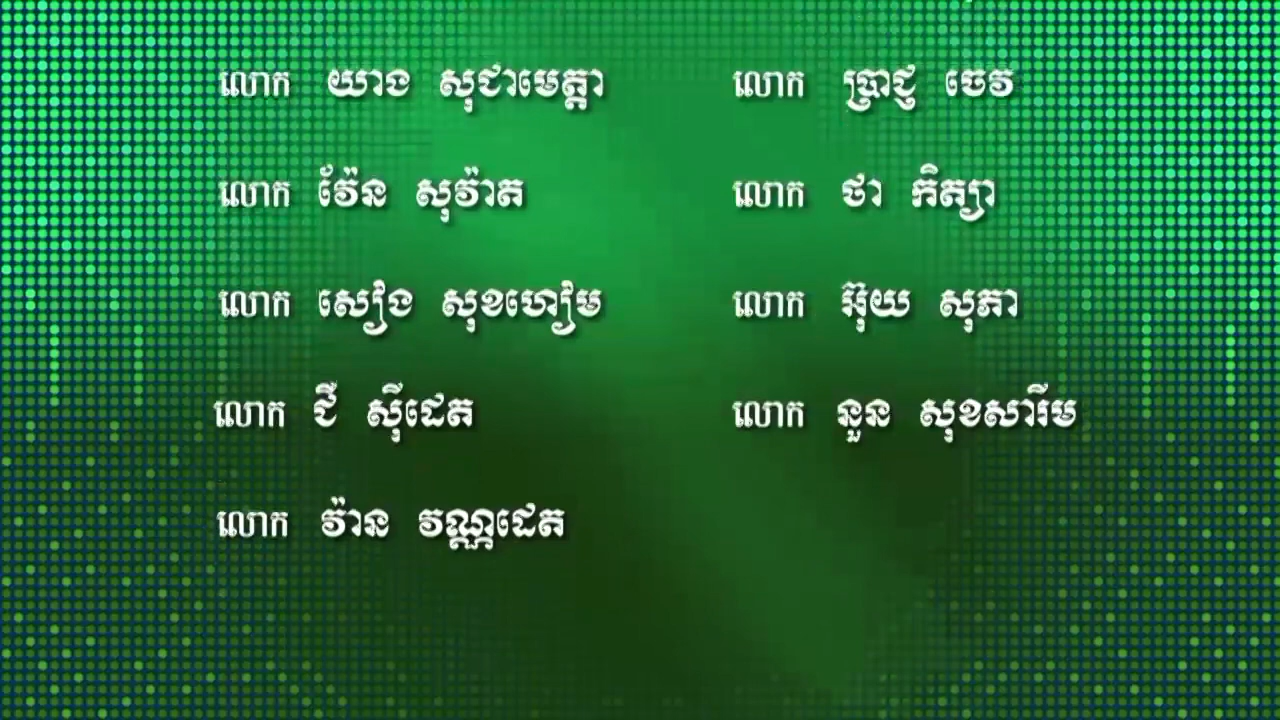 លោក យាង សុជាមេត្តា
លោក វ៉ែន សុវ៉ាត
លោក សៀង សុខហៀម
លោក ជី ស៊ីដេត
លោក វ៉ាន វណ្ណដេត
លោក ប្រាជ្ញ ចេវ
លោក ថា កិត្យា
លោក អ៊ុយ សុភា
លោក នួន សុខសារីម